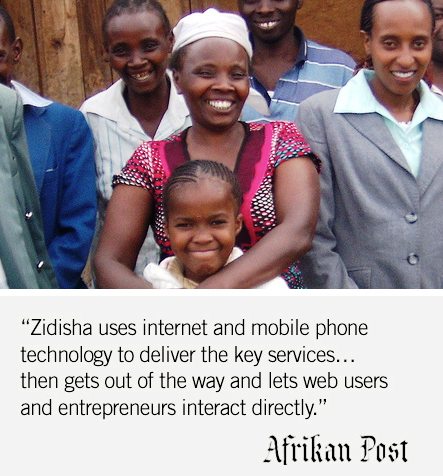 “Zidisha uses internet and mobile phone
technology to deliver the key services…
then gets out of the way and lets web users
and entrepreneurs interact directly.”
Afrikan Post